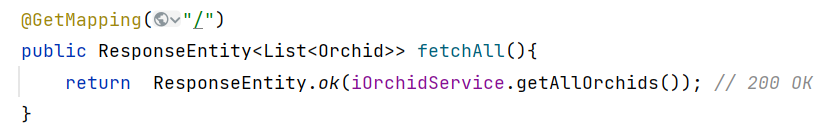 @GetMapping("/")
public ResponseEntity<List<Orchid>> fetchAll(){
    return  ResponseEntity.ok(iOrchidService.getAllOrchids()); // 200 OK
}